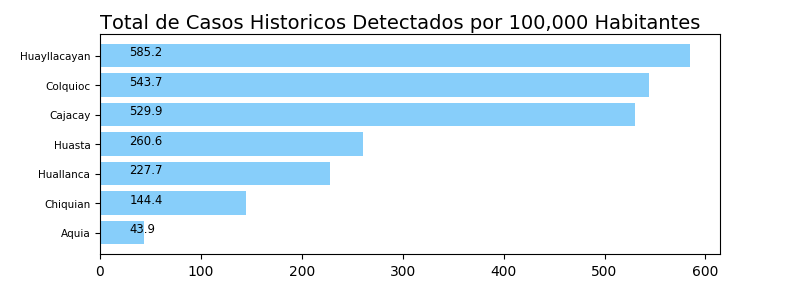 Total de Casos Historicos Detectados por 100,000 Habitantes
Huayllacayan 585.2
Colquioc 543.7
Cajacay 529.9
Huasta 260.6
Huallanca 227.7
Chiquian 144.4
Aquia 43.9
0 100 200 300 400 500 600